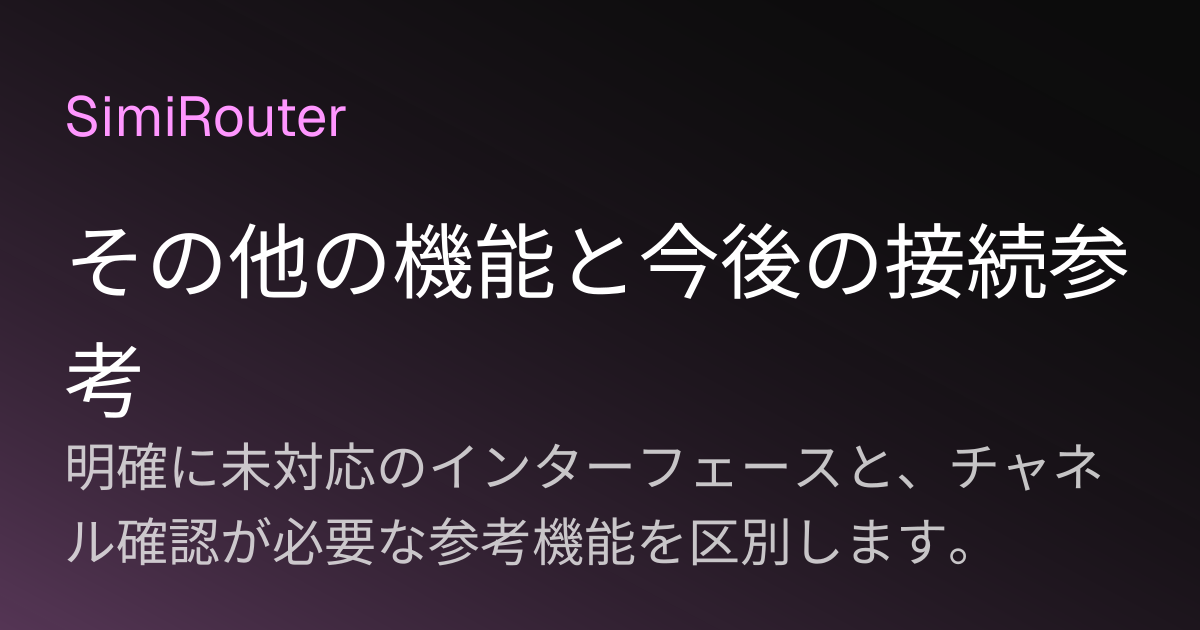 SimiRouter
その他の機能と今後の接続参
考
明確に未対応のインターフェースと、チャネ
ル確認が必要な参考機能を区別します。